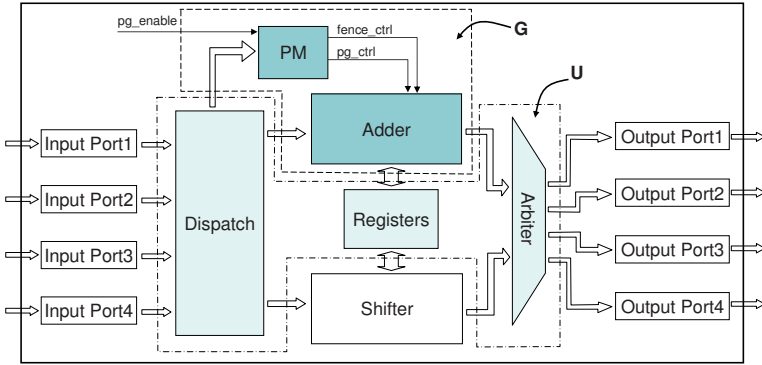 pg_enable
fence_ctrl
PM
pg_ctrl
G
U
Adder
Input Port1
Output Port1
Input Port2
Output Port2
Dispatch
Registers
Arbiter
Input Port3
Output Port3
Input Port4
Shifter
Output Port4